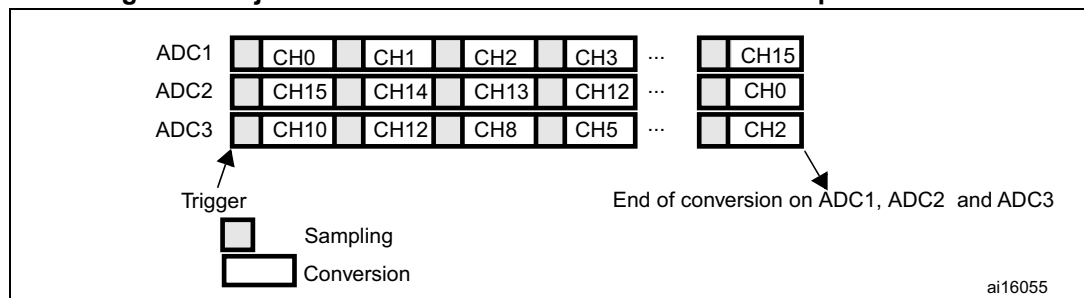 ADC1 CH0 CH1 CH2 CH3 ... CH15
ADC2 CH15 CH14 CH13 CH12 ... CH0
ADC3 CH10 CH12 CH8 CH5 ... CH2
Trigger
End of conversion on ADC1, ADC2 and ADC3
Sampling
Conversion
ai16055